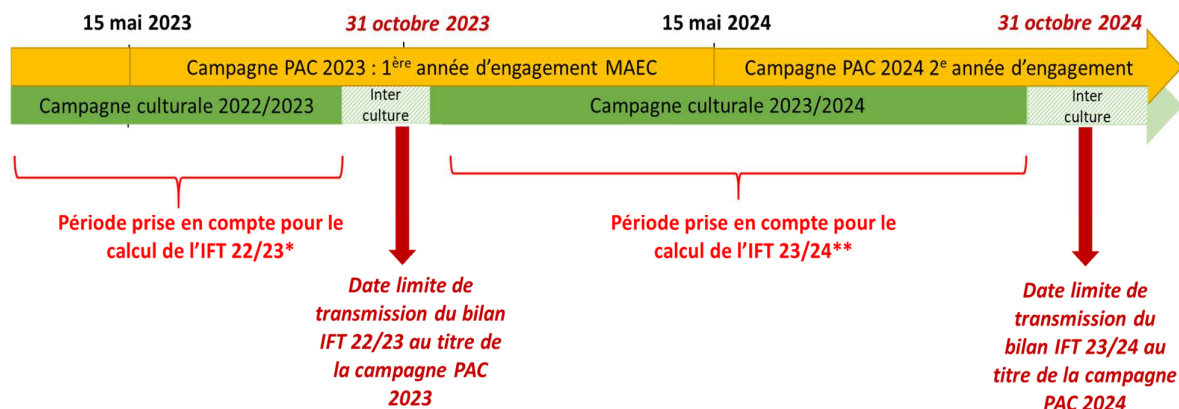 15 mai 2023
31 octobre 2023
15 mai 2024
31 octobre 2024
Campagne PAC 2023 : 1ère année d'engagement MAEC
Campagne PAC 2024 2e année d'engagement
Campagne culturale 2022/2023
Inter
culture
Campagne culturale 2023/2024
Inter
culture
Période prise en compte pour le
calcul de l'IFT 22/23*
Période prise en compte pour le
calcul de l'IFT 23/24**
Date limite de
transmission du bilan
IFT 22/23 au titre de
la campagne PAC
2023
Date limite de
transmission du
bilan IFT 23/24 au
titre de la campagne
PAC 2024